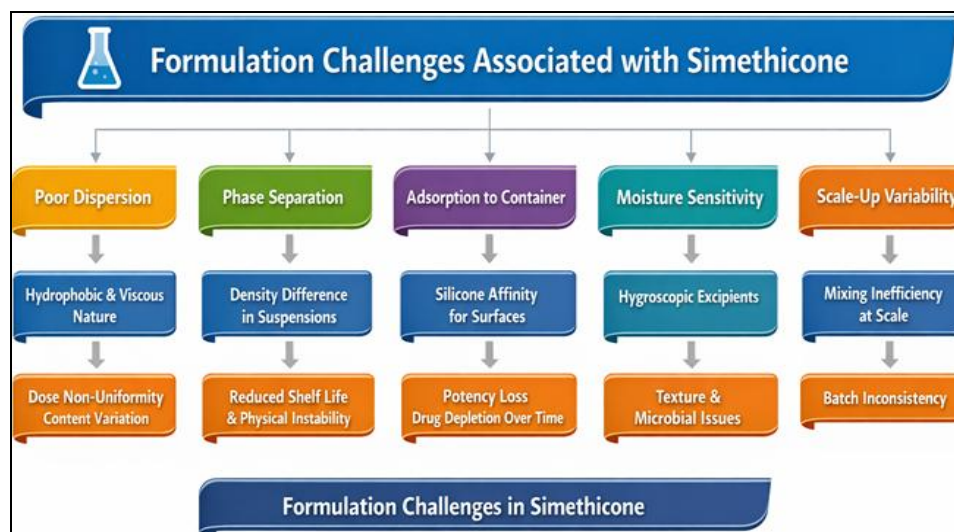 Formulation Challenges Associated with Simethicone
Poor Dispersion
Phase Separation
Adsorption to Container
Moisture Sensitivity
Scale-Up Variability
Hydrophobic & Viscous
Nature
Density Difference
in Suspensions
Silicone Affinity
for Surfaces
Hygroscopic Excipients
Mixing Inefficiency
at Scale
Dose Non-Uniformity
Content Variation
Reduced Shelf Life
& Physical Instability
Potency Loss
Drug Depletion Over Time
Texture &
Microbial Issues
Batch Inconsistency
Formulation Challenges in Simethicone